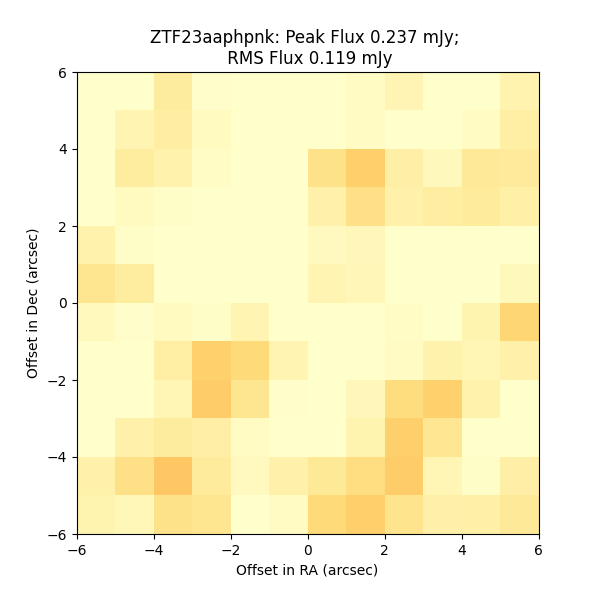 ZTF23aaphpnk: Peak Flux 0.237 mJy;
RMS Flux 0.119 mJy
6
4
2
0
−2
−4
−6
Offset in Dec (arcsec)
−6 −4 −2 0 2 4 6
Offset in RA (arcsec)